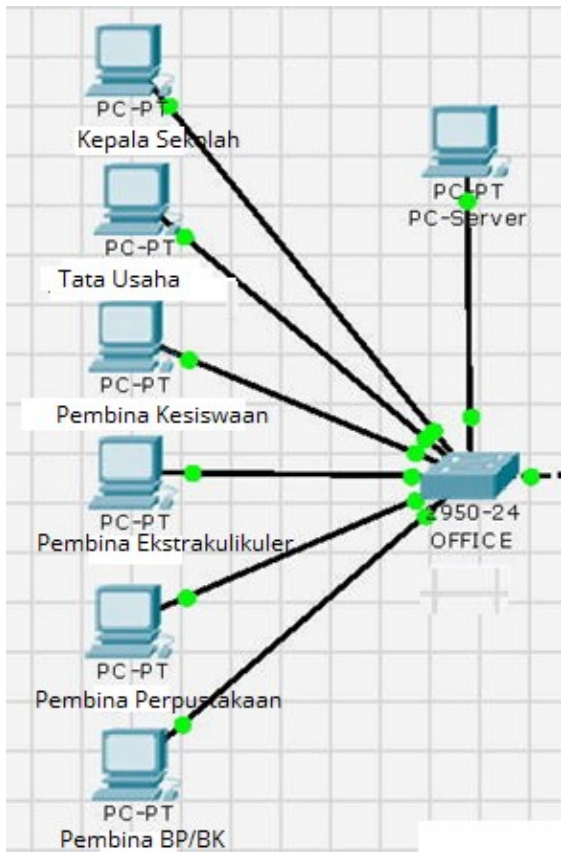 PC-PT
Kepala Sekolah
PC-PT
PC-Server
PC-PT
Tata Usaha
PC-PT
Pembina Kesiswaan
PC-PT
Pembina Ekstrakulikuler
2950-24
OFFICE
PC-PT
Pembina Perpustakaan
PC-PT
Pembina BP/BK